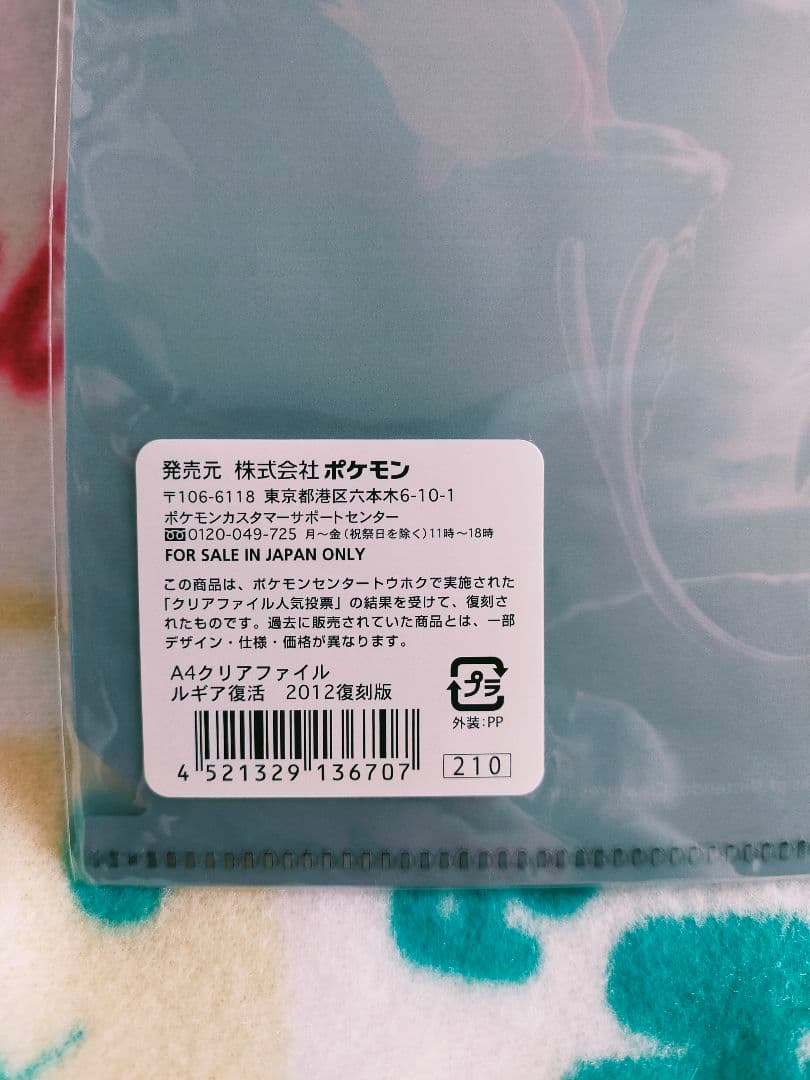 発売元 株式会社 ポケモン
〒106-6118 東京都港区六本木6-10-1
ポケモンカスタマーサポートセンター
0120-049-725 月〜金(祝祭日を除く)11時〜18時
FOR SALE IN JAPAN ONLY
この商品は、ポケモンセンタートウホクで実施された
「クリアファイル人気投票」の結果を受けて、復刻さ
れたものです。過去に販売されていた商品とは、一部
デザイン・仕様・価格が異なります。
A4クリアファイル
ルギア復活 2012復刻版
プラ
外装:PP
4 521329 136707
210